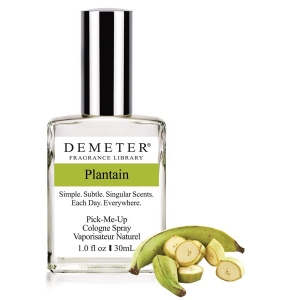 DEMETER®
FRAGRANCE LIBRARY
Plantain
Simple. Subtle. Singular Scents.
Each Day. Everywhere.
Pick-Me-Up
Cologne Spray
Vaporisateur Naturel
1.0 fl oz ▮ 30mL